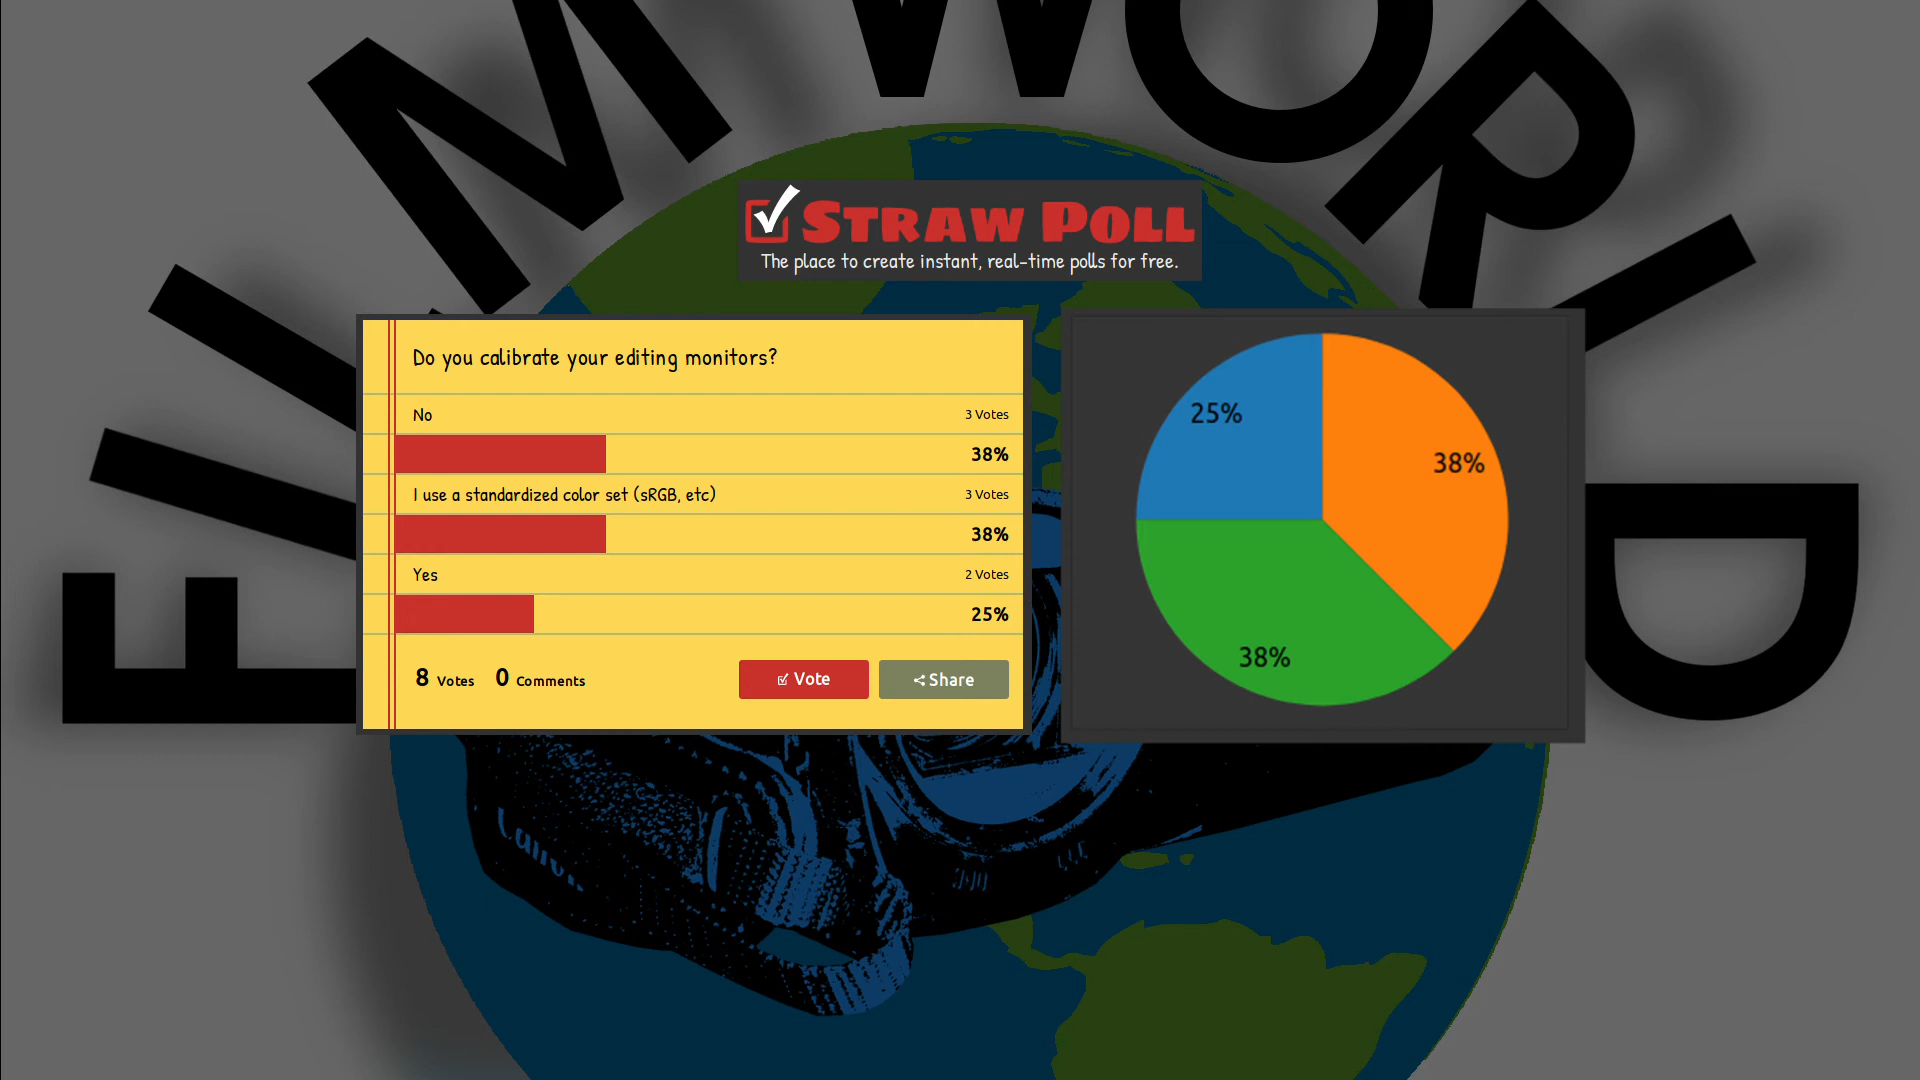 FILM WORLD
STRAW POLL
The place to create instant, real-time polls for free.
Do you calibrate your editing monitors?
No 3 Votes
38%
I use a standardized color set (sRGB, etc) 3 Votes
38%
Yes 2 Votes
25%
8 Votes 0 Comments Vote Share
25%
38%
38%